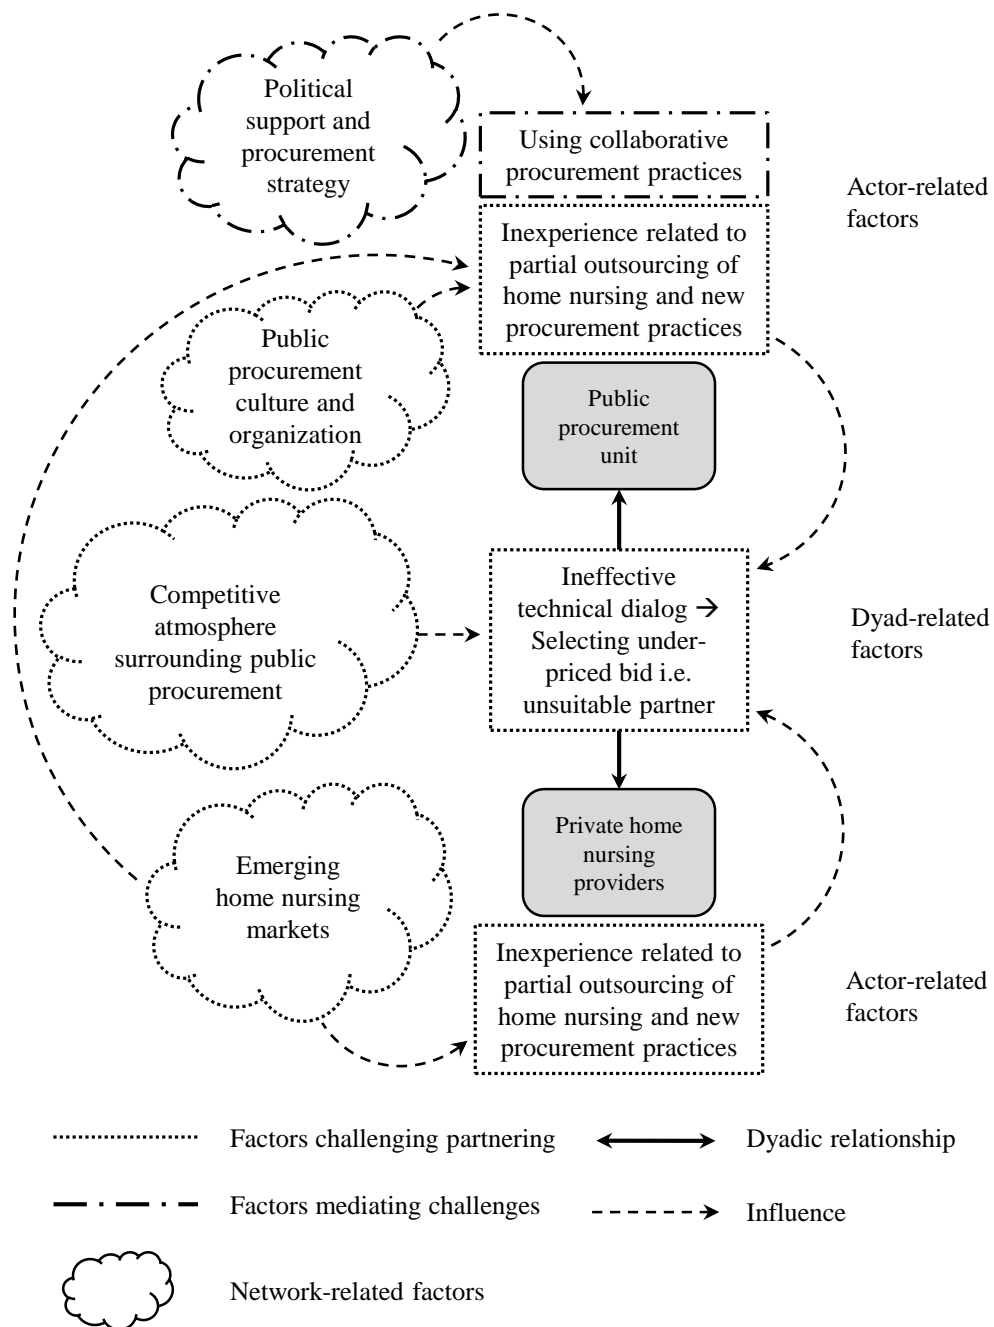 Political
support and
procurement
strategy
Using collaborative
procurement practices
Actor-related
factors
Inexperience related to
partial outsourcing of
home nursing and new
procurement practices
Public
procurement
culture and
organization
Public
procurement
unit
Competitive
atmosphere
surrounding public
procurement
Ineffective
technical dialog →
Selecting under-
priced bid i.e.
unsuitable partner
Dyad-related
factors
Private home
nursing
providers
Emerging
home nursing
markets
Inexperience related to
partial outsourcing of
home nursing and new
procurement practices
Actor-related
factors
Factors challenging partnering
Dyadic relationship
Factors mediating challenges
Influence
Network-related factors